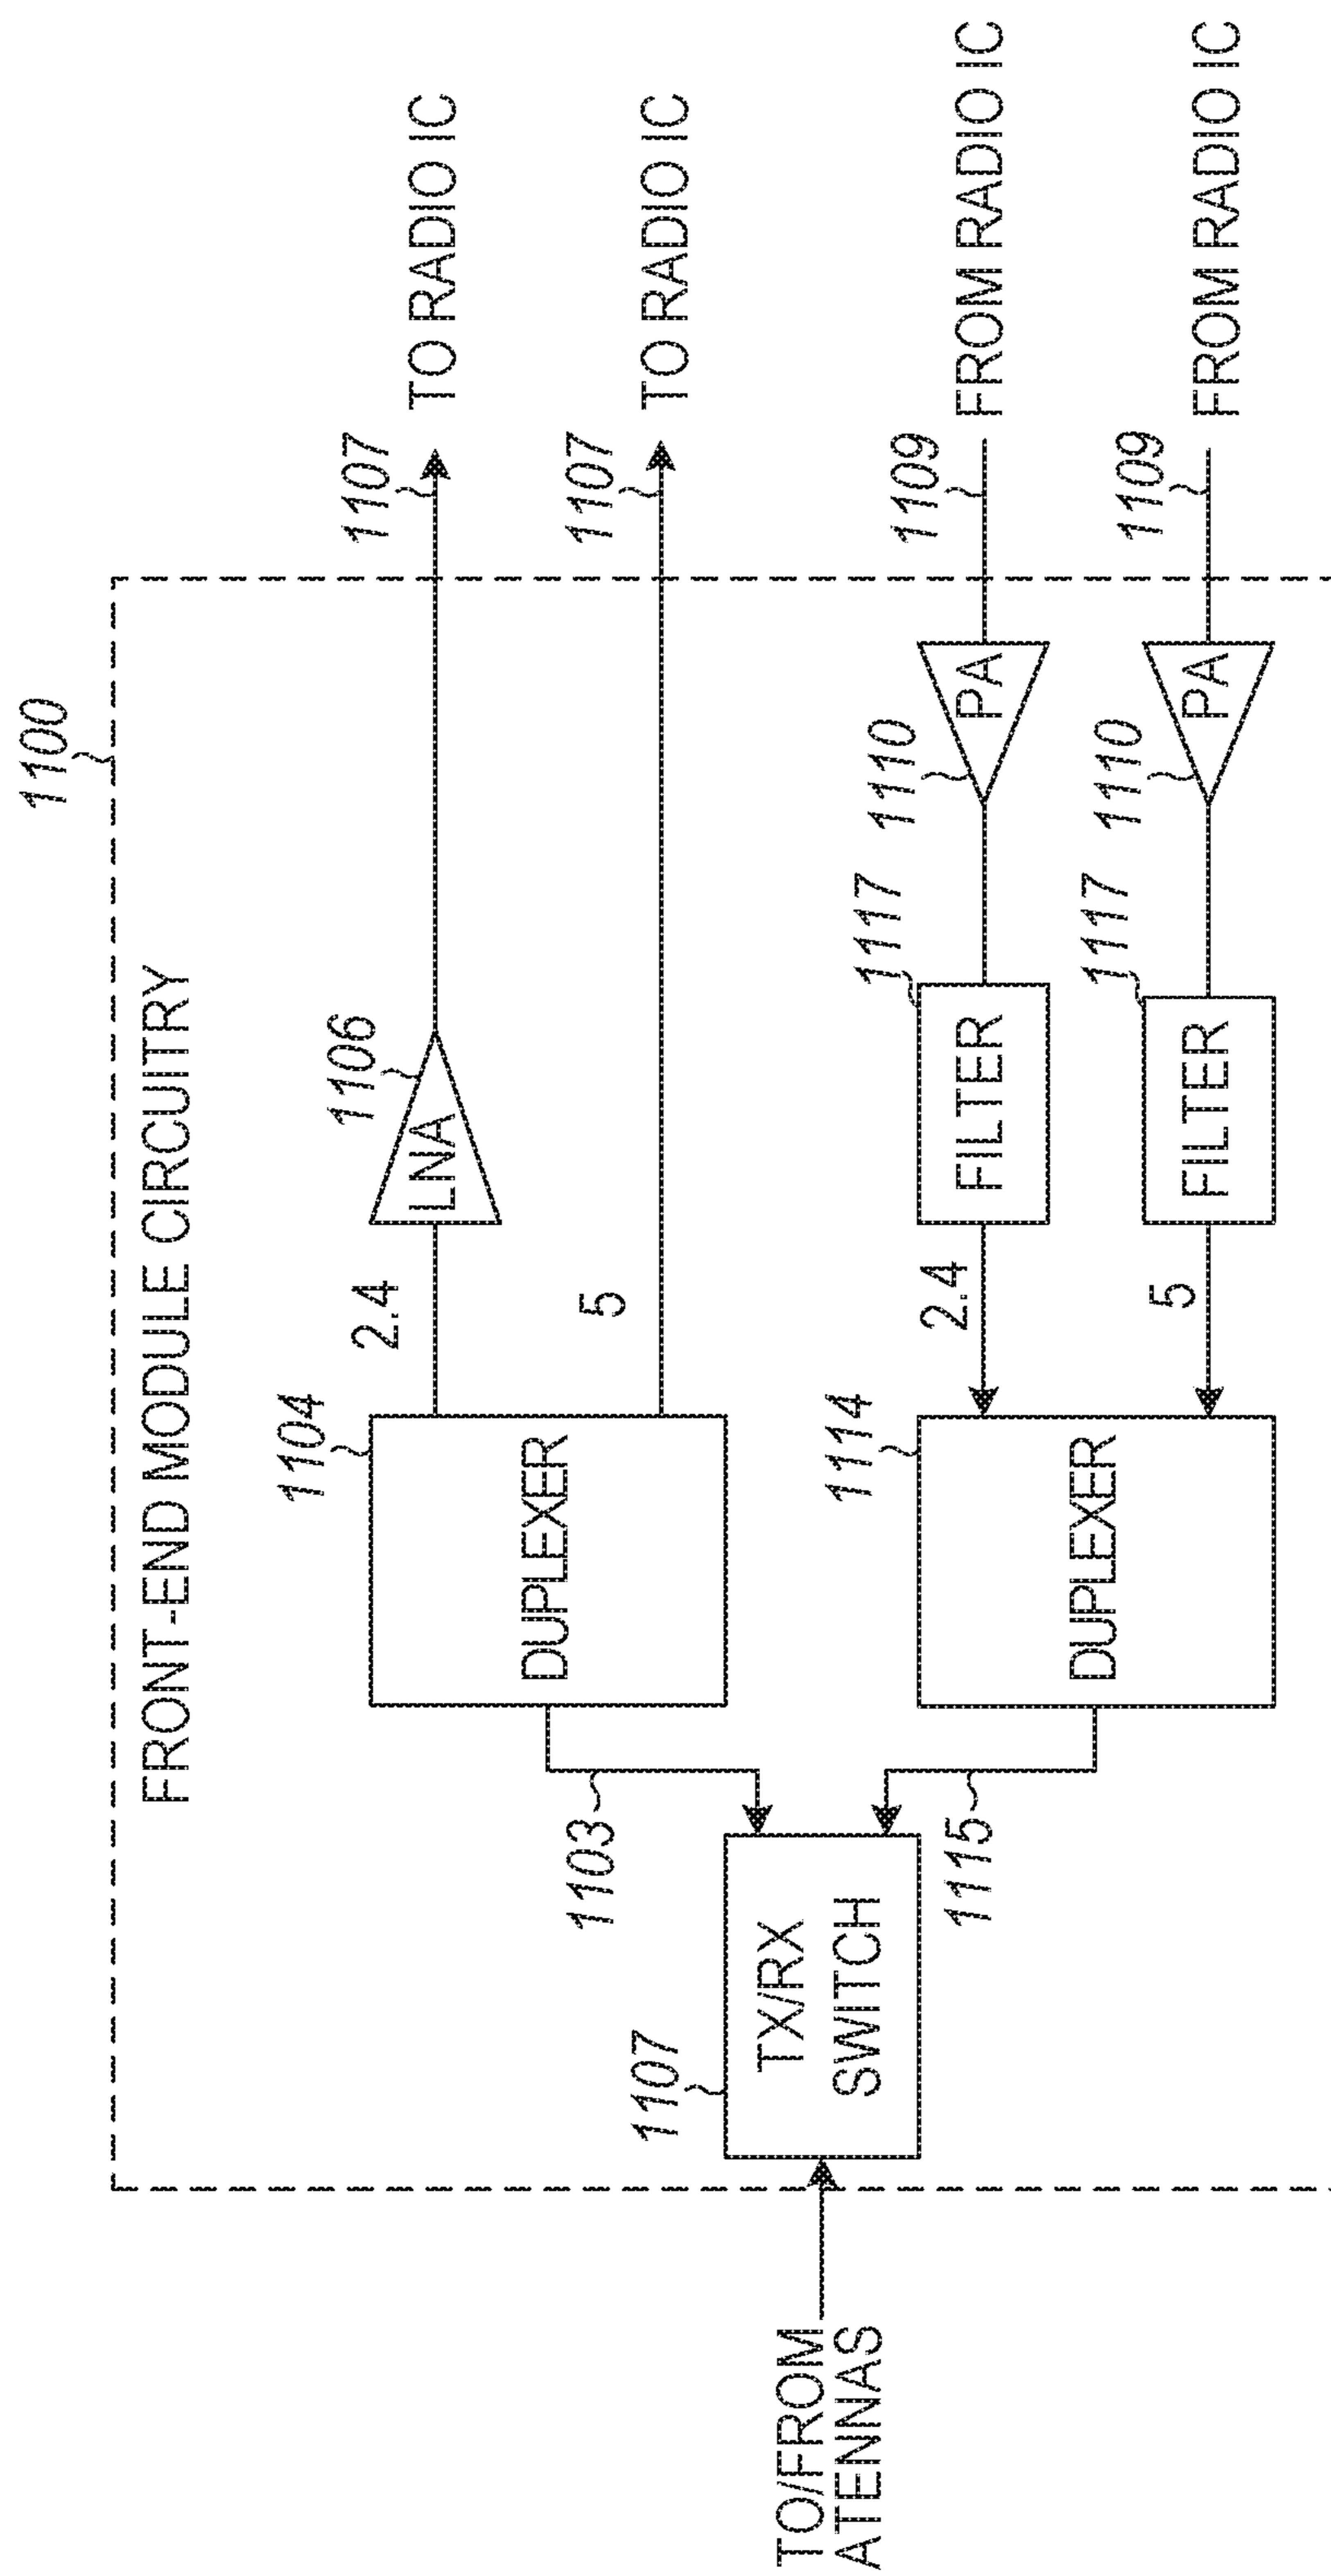 1100
FRONT-END MODULE CIRCUITRY
1104
2.4
LNA
1106
1107
TO RADIO IC
DUPLEXER
5
1107
TO RADIO IC
1103
1107
TX/RX
SWITCH
TO/FROM
ATENNAS
1115
1114
DUPLEXER
2.4
FILTER
1117
1110
PA
1109
FROM RADIO IC
5
FILTER
1117
1110
PA
1109
FROM RADIO IC